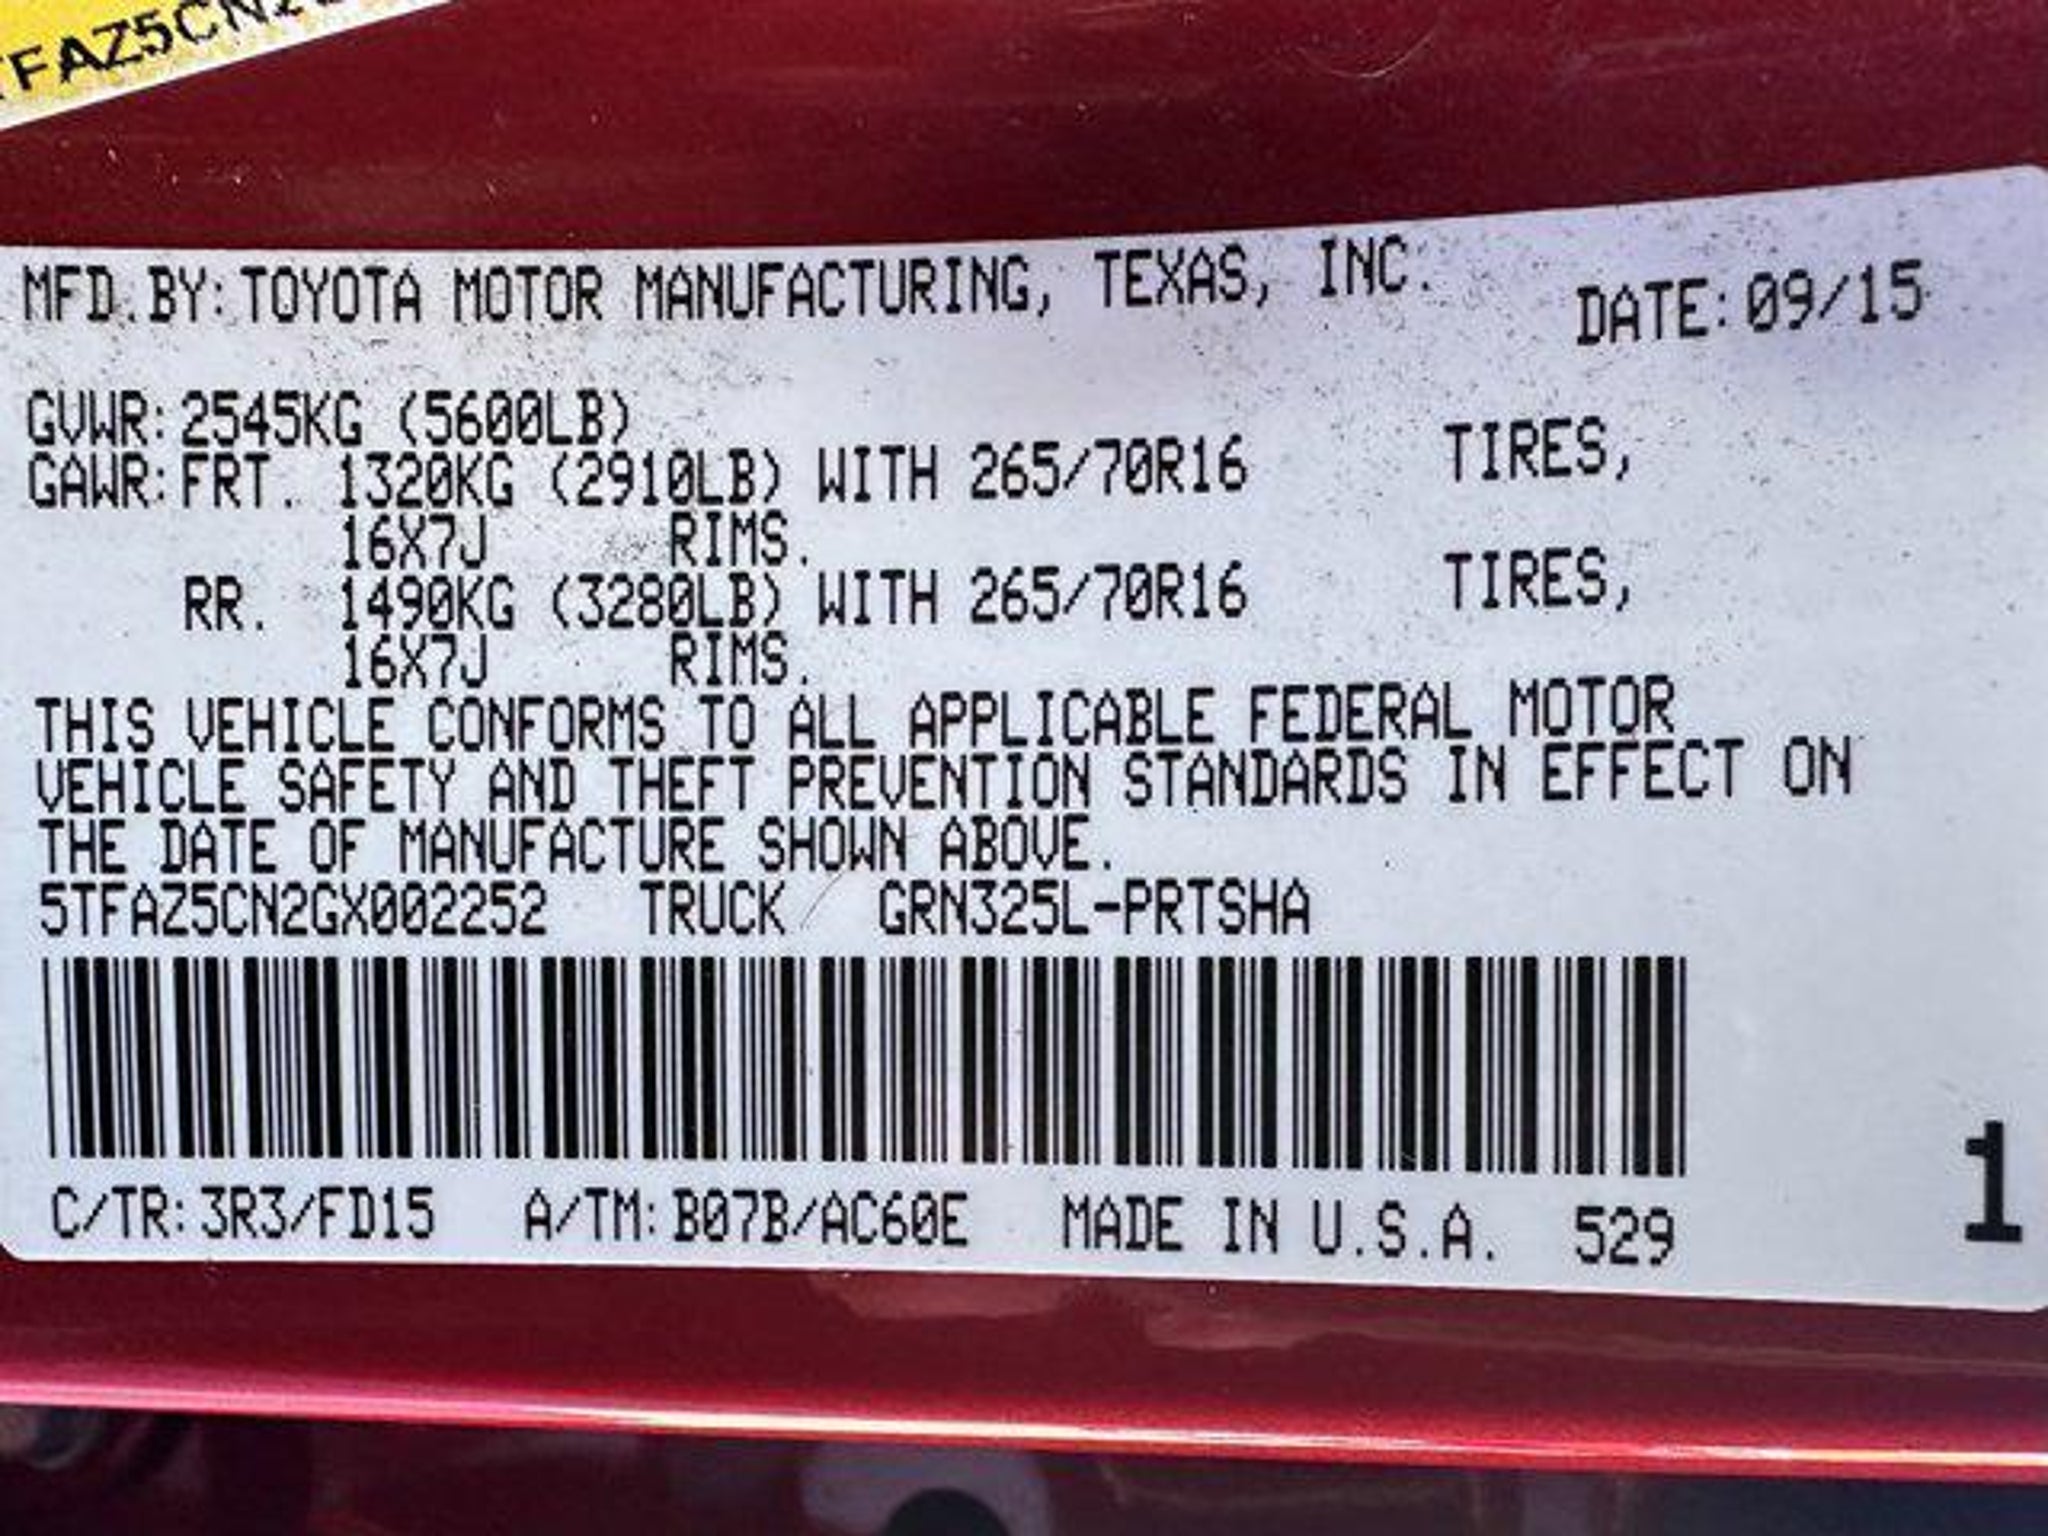 FAZ5CN2
MFD.BY:TOYOTA MOTOR MANUFACTURING, TEXAS, INC. DATE:09/15
GVWR:2545KG (5600LB)
GAWR:FRT. 1320KG (2910LB) WITH 265/70R16 TIRES,
16X7J RIMS.
RR. 1490KG (3280LB) WITH 265/70R16 TIRES,
16X7J RIMS.
THIS VEHICLE CONFORMS TO ALL APPLICABLE FEDERAL MOTOR
VEHICLE SAFETY AND THEFT PREVENTION STANDARDS IN EFFECT ON
THE DATE OF MANUFACTURE SHOWN ABOVE.
5TFAZ5CN2GX002252 TRUCK GRN325L-PRTSHA
C/TR:3R3/FD15 A/TM:B07B/AC60E MADE IN U.S.A. 529
1